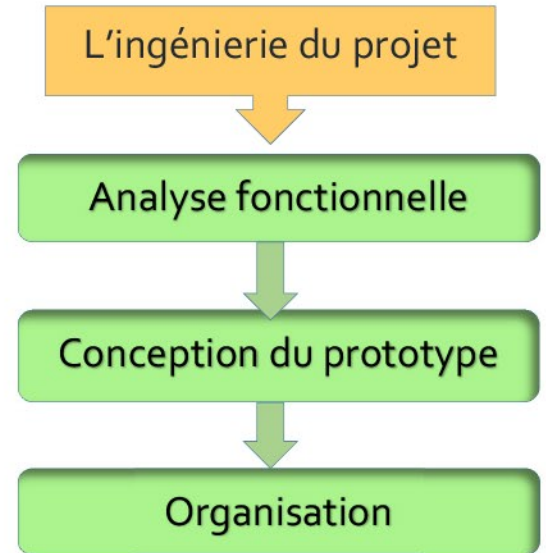 L'ingénierie du projet
Analyse fonctionnelle
Conception du prototype
Organisation